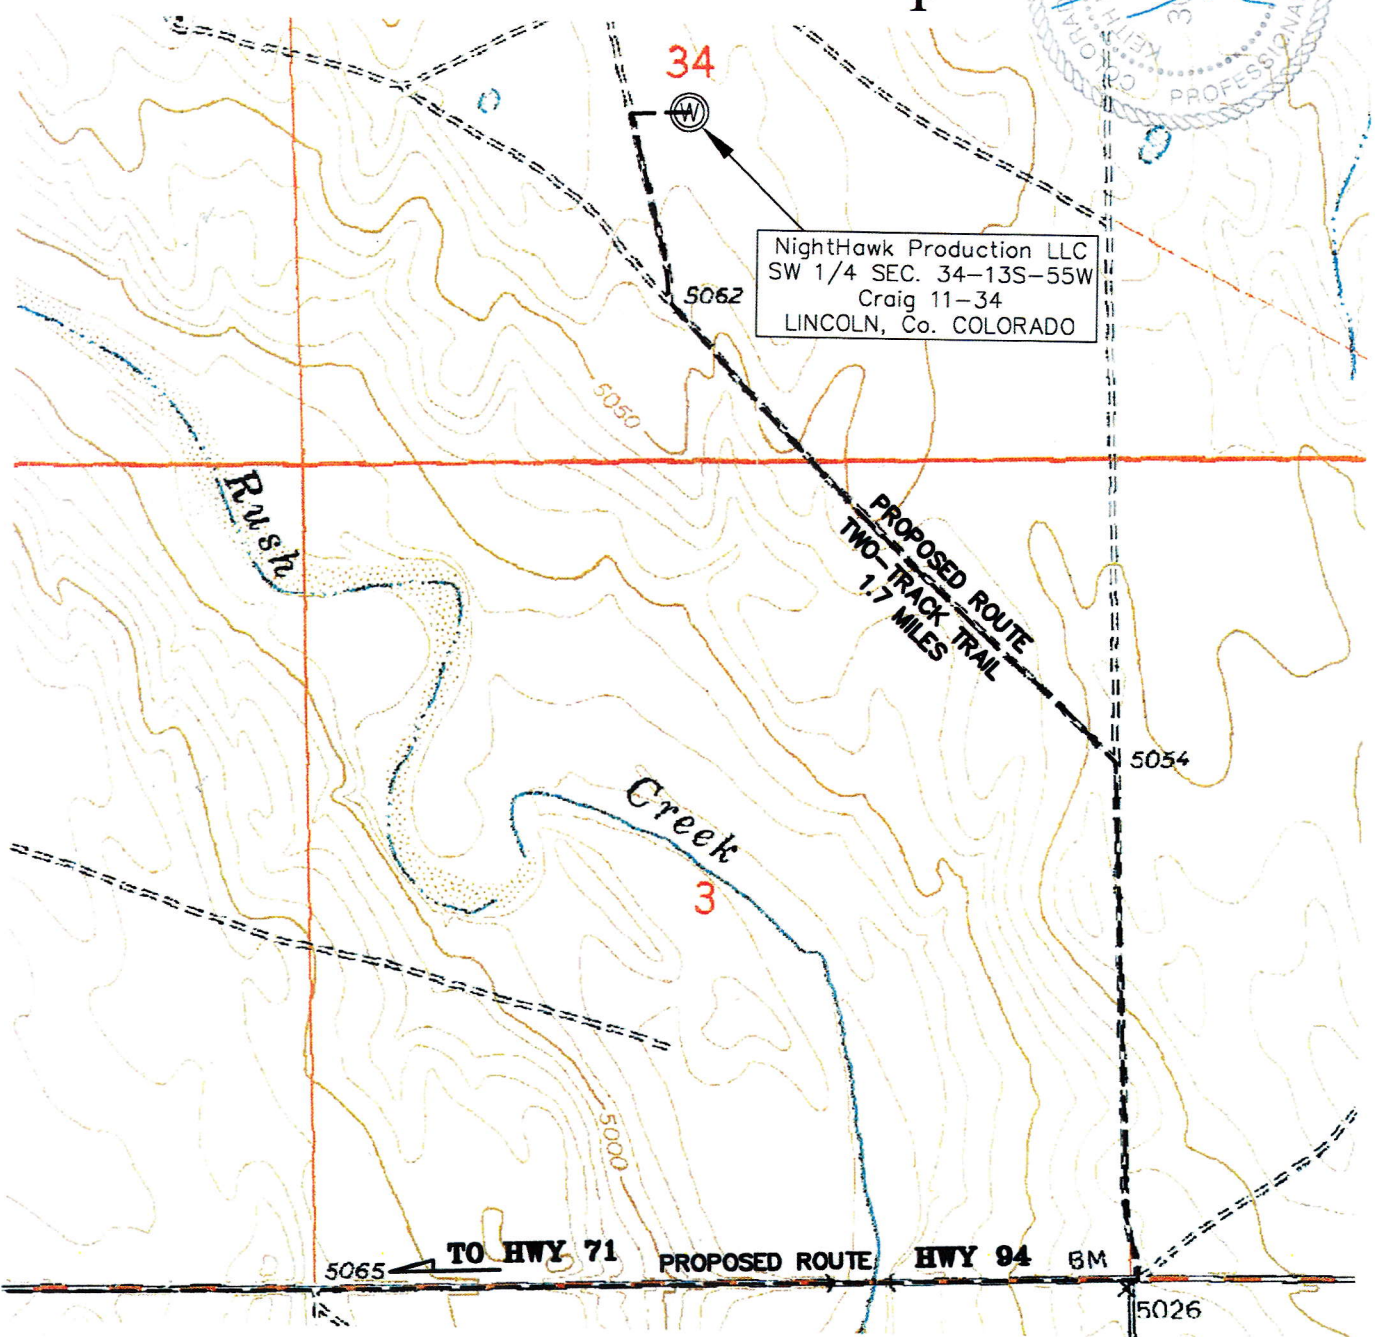 34
W
NightHawk Production LLC
SW 1/4 SEC. 34-13S-55W
Craig 11-34
LINCOLN, Co. COLORADO
KEITH
PROFESSIONAL
5062
5050
Rush
PROPOSED ROUTE
TWO-TRACK TRAIL
1.7 MILES
5054
Creek
3
5000
TO HWY 71
PROPOSED ROUTE
HWY 94
BM
5065
5026